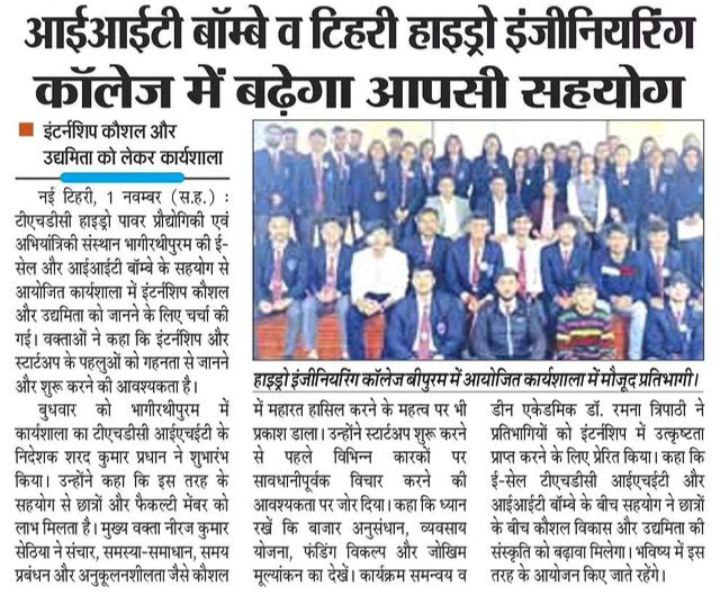 आईआईटी बॉम्बे व टिहरी हाइड्रो इंजीनियरिंग
कॉलेज में बढ़ेगा आपसी सहयोग
इंटर्नशिप कौशल और
उद्यमिता को लेकर कार्यशाला
नई टिहरी, 1 नवम्बर (स.ह.) :
टीएचडीसी हाइड्रो पावर प्रौद्योगिकी एवं
अभियांत्रिकी संस्थान भागीरथीपुरम की ई-
सेल और आईआईटी बॉम्बे के सहयोग से
आयोजित कार्यशाला में इंटर्नशिप कौशल
और उद्यमिता को जानने के लिए चर्चा की
गई। वक्ताओं ने कहा कि इंटर्नशिप और
स्टार्टअप के पहलुओं को गहनता से जानने
और शुरू करने की आवश्यकता है।
बुधवार को भागीरथीपुरम में
कार्यशाला का टीएचडीसी आईएचईटी के
निदेशक शरद कुमार प्रधान ने शुभारंभ
किया। उन्होंने कहा कि इस तरह के
सहयोग से छात्रों और फैकल्टी मेंबर को
लाभ मिलता है। मुख्य वक्ता नीरज कुमार
सेठिया ने संचार, समस्या-समाधान, समय
प्रबंधन और अनुकूलनशीलता जैसे कौशल
हाइड्रो इंजीनियरिंग कॉलेज बीपुरम में आयोजित कार्यशाला में मौजूद प्रतिभागी।
में महारत हासिल करने के महत्व पर भी
प्रकाश डाला। उन्होंने स्टार्टअप शुरू करने
से पहले विभिन्न कारकों पर
सावधानीपूर्वक विचार करने की
आवश्यकता पर जोर दिया। कहा कि ध्यान
रखें कि बाजार अनुसंधान, व्यवसाय
योजना, फंडिंग विकल्प और जोखिम
मूल्यांकन का देखें। कार्यक्रम समन्वय व
डीन एकेडमिक डॉ. रमना त्रिपाठी ने
प्रतिभागियों को इंटर्नशिप में उत्कृष्टता
प्राप्त करने के लिए प्रेरित किया। कहा कि
ई-सेल टीएचडीसी आईएचईटी और
आईआईटी बॉम्बे के बीच सहयोग ने छात्रों
के बीच कौशल विकास और उद्यमिता की
संस्कृति को बढ़ावा मिलेगा। भविष्य में इस
तरह के आयोजन किए जाते रहेंगे।